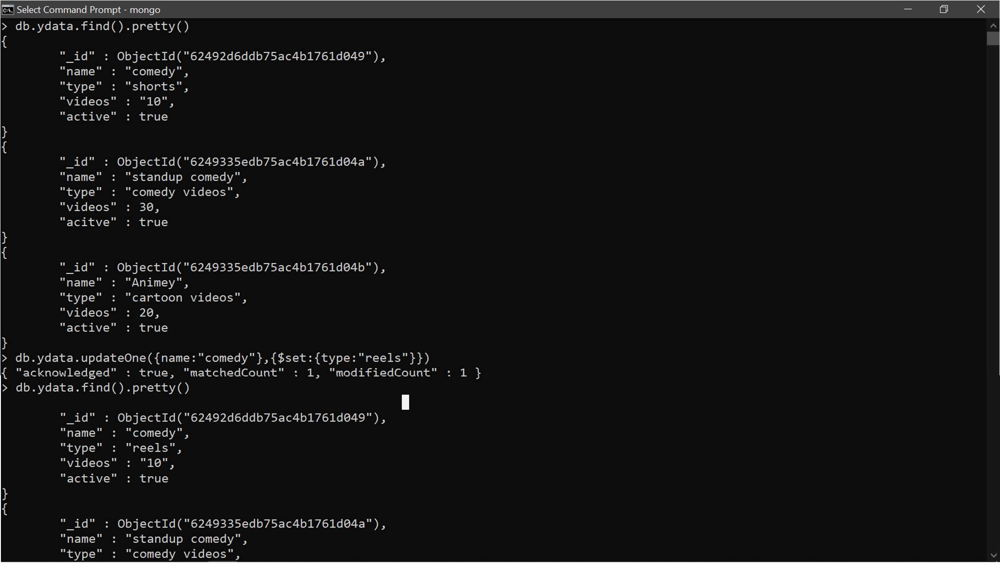 Select Command Prompt - mongo
> db.ydata.find().pretty()
{
"_id" : ObjectId("62492d6ddb75ac4b1761d049"),
"name" : "comedy",
"type" : "shorts",
"videos" : "10",
"active" : true
}
{
"_id" : ObjectId("6249335edb75ac4b1761d04a"),
"name" : "standup comedy",
"type" : "comedy videos",
"videos" : 30,
"acitve" : true
}
{
"_id" : ObjectId("6249335edb75ac4b1761d04b"),
"name" : "Animey",
"type" : "cartoon videos",
"videos" : 20,
"active" : true
}
> db.ydata.updateOne({name:"comedy"},{$set:{type:"reels"}})
{ "acknowledged" : true, "matchedCount" : 1, "modifiedCount" : 1 }
> db.ydata.find().pretty()
"_id" : ObjectId("62492d6ddb75ac4b1761d049"),
"name" : "comedy",
"type" : "reels",
"videos" : "10",
"active" : true
}
{
"_id" : ObjectId("6249335edb75ac4b1761d04a"),
"name" : "standup comedy",
"type" : "comedy videos",